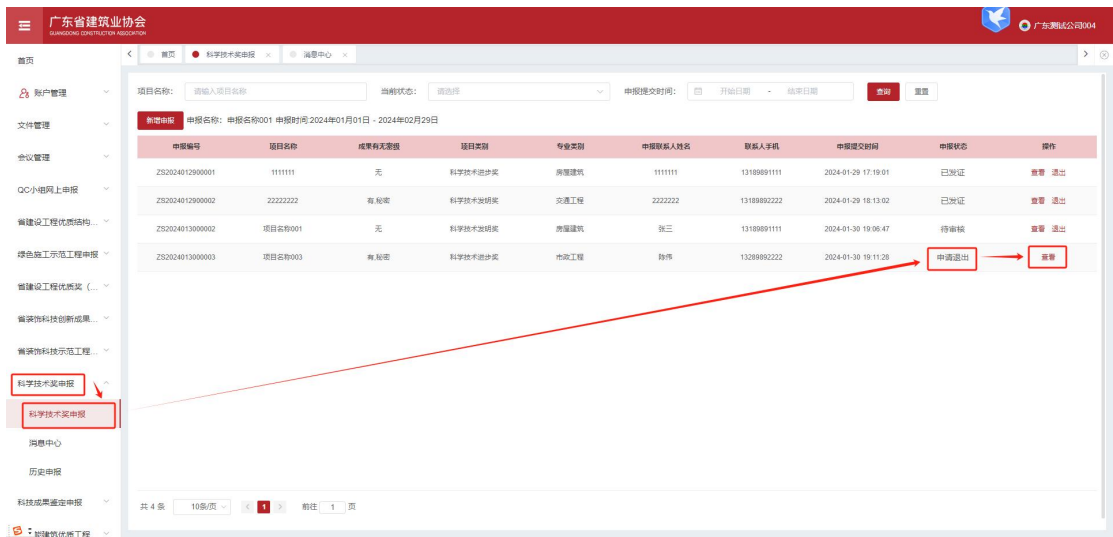 广东省建筑业协会
GUANGDONG CONSTRUCTION INDUSTRY ASSOCIATION
广东测试公司004
首页
首页 科学技术奖申报 消息中心
账户管理
项目名称: 请输入项目名称 当前状态: 请选择 申报提交时间: 开始日期 - 结束日期 查询 重置
文件管理
新增申报 申报名称: 申报名称001 申报时间:2024年01月01日 - 2024年02月29日
申报编号 项目名称 成果有无密级 项目类别 专业类别 申报联系人姓名 联系人手机 申报提交时间 申报状态 操作
会议管理
ZS2024012900001 1111111 无 科学技术进步奖 房屋建筑 1111111 13189891111 2024-01-29 17:19:01 已发证 查看 退出
QC小组网上申报
ZS2024012900002 22222222 有,秘密 科学技术发明奖 交通工程 2222222 13189892222 2024-01-29 18:13:02 已发证 查看 退出
省建设工程优质结构...
ZS2024013000002 项目名称001 无 科学技术发明奖 房屋建筑 张三 13189891111 2024-01-30 19:06:47 待审核 查看 退出
绿色施工示范工程申报
ZS2024013000003 项目名称003 有,秘密 科学技术进步奖 市政工程 陈伟 13289892222 2024-01-30 19:11:28 申请退出 查看
省建设工程优质奖(...
省装饰科技创新成果...
省装饰科技示范工程...
科学技术奖申报
科学技术奖申报
消息中心
历史申报
科技成果鉴定申报
共 4 条 10条/页 1 前往 1 页
能建筑优质工程